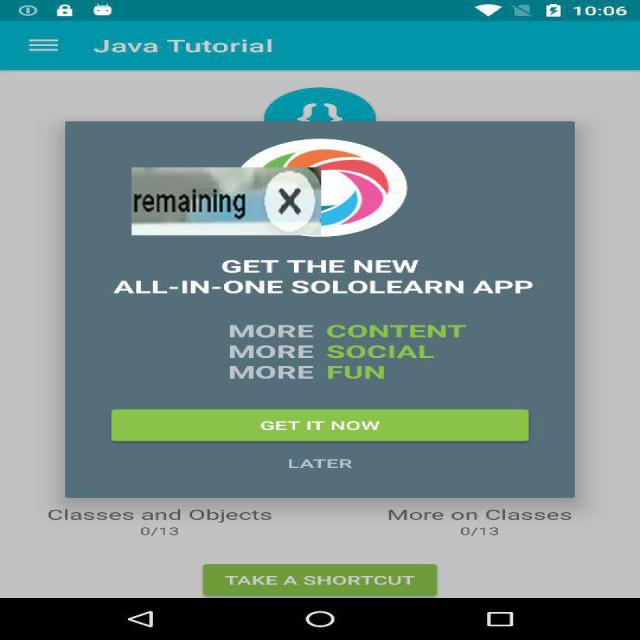 10:06
Java Tutorial
{ }
remaining X
GET THE NEW
ALL-IN-ONE SOLOLEARN APP
MORE CONTENT
MORE SOCIAL
MORE FUN
GET IT NOW
LATER
Classes and Objects
0/13
More on Classes
0/13
TAKE A SHORTCUT